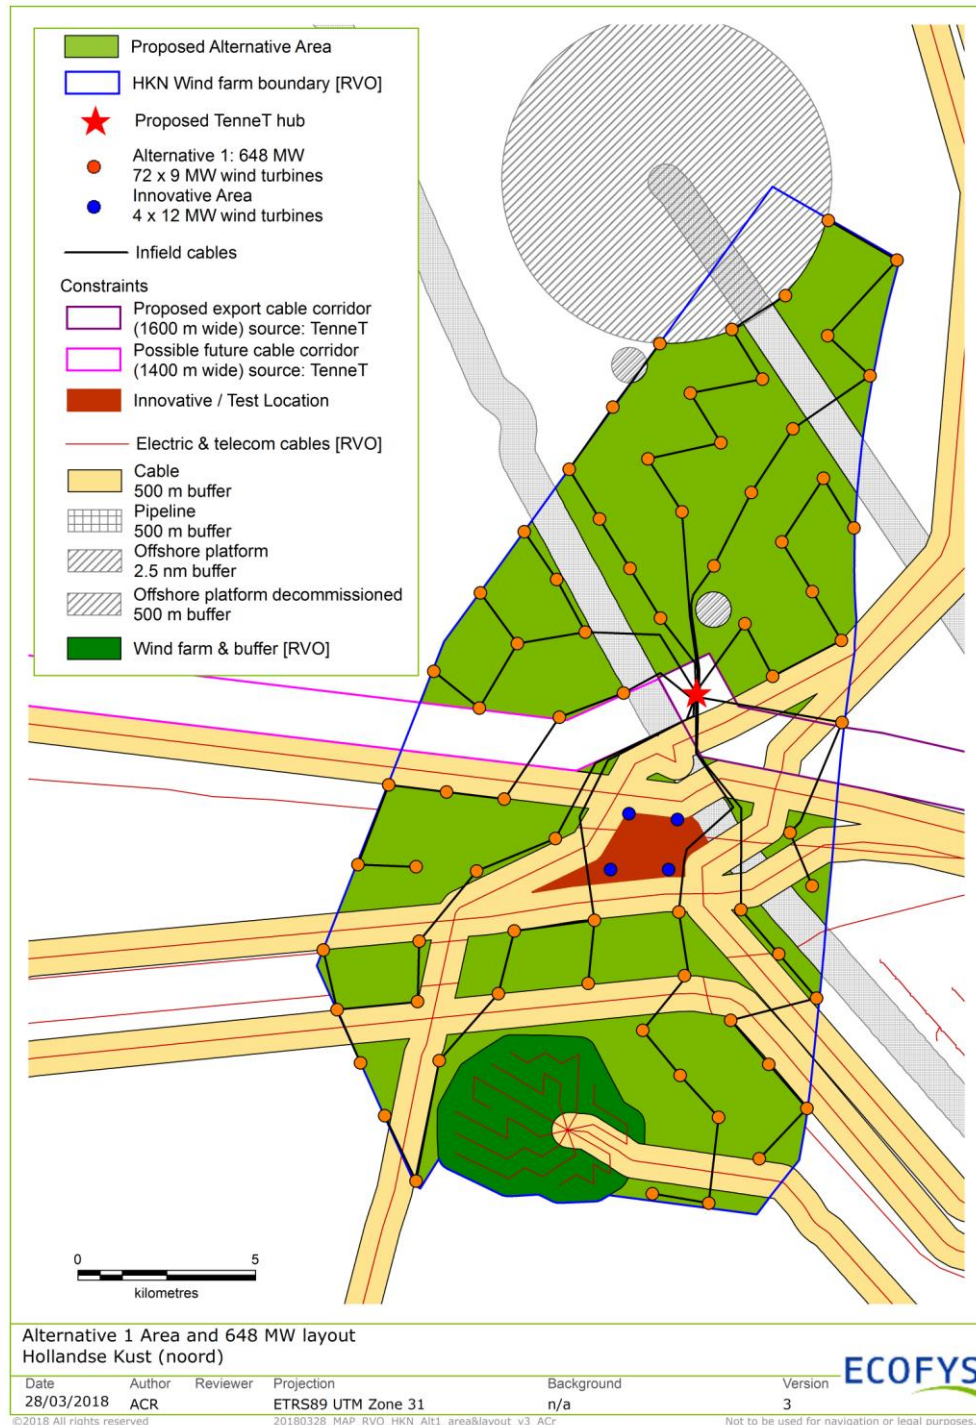 Proposed Alternative Area
HKN Wind farm boundary [RVO]
Proposed TenneT hub
Alternative 1: 648 MW
72 x 9 MW wind turbines
Innovative Area
4 x 12 MW wind turbines
Infield cables
Constraints
Proposed export cable corridor
(1600 m wide) source: TenneT
Possible future cable corridor
(1400 m wide) source: TenneT
Innovative / Test Location
Electric & telecom cables [RVO]
Cable
500 m buffer
Pipeline
500 m buffer
Offshore platform
2.5 nm buffer
Offshore platform decommissioned
500 m buffer
Wind farm & buffer [RVO]
0 5
kilometres
Alternative 1 Area and 648 MW layout
Hollandse Kust (noord)
ECOFYS
Date Author Reviewer Projection Background Version
28/03/2018 ACR ETRS89 UTM Zone 31 n/a 3
©2018 All rights reserved 20180328_MAP_RVO_HKN_Alt1_area&layout_v3_ACr Not to be used for navigation or legal purposes.